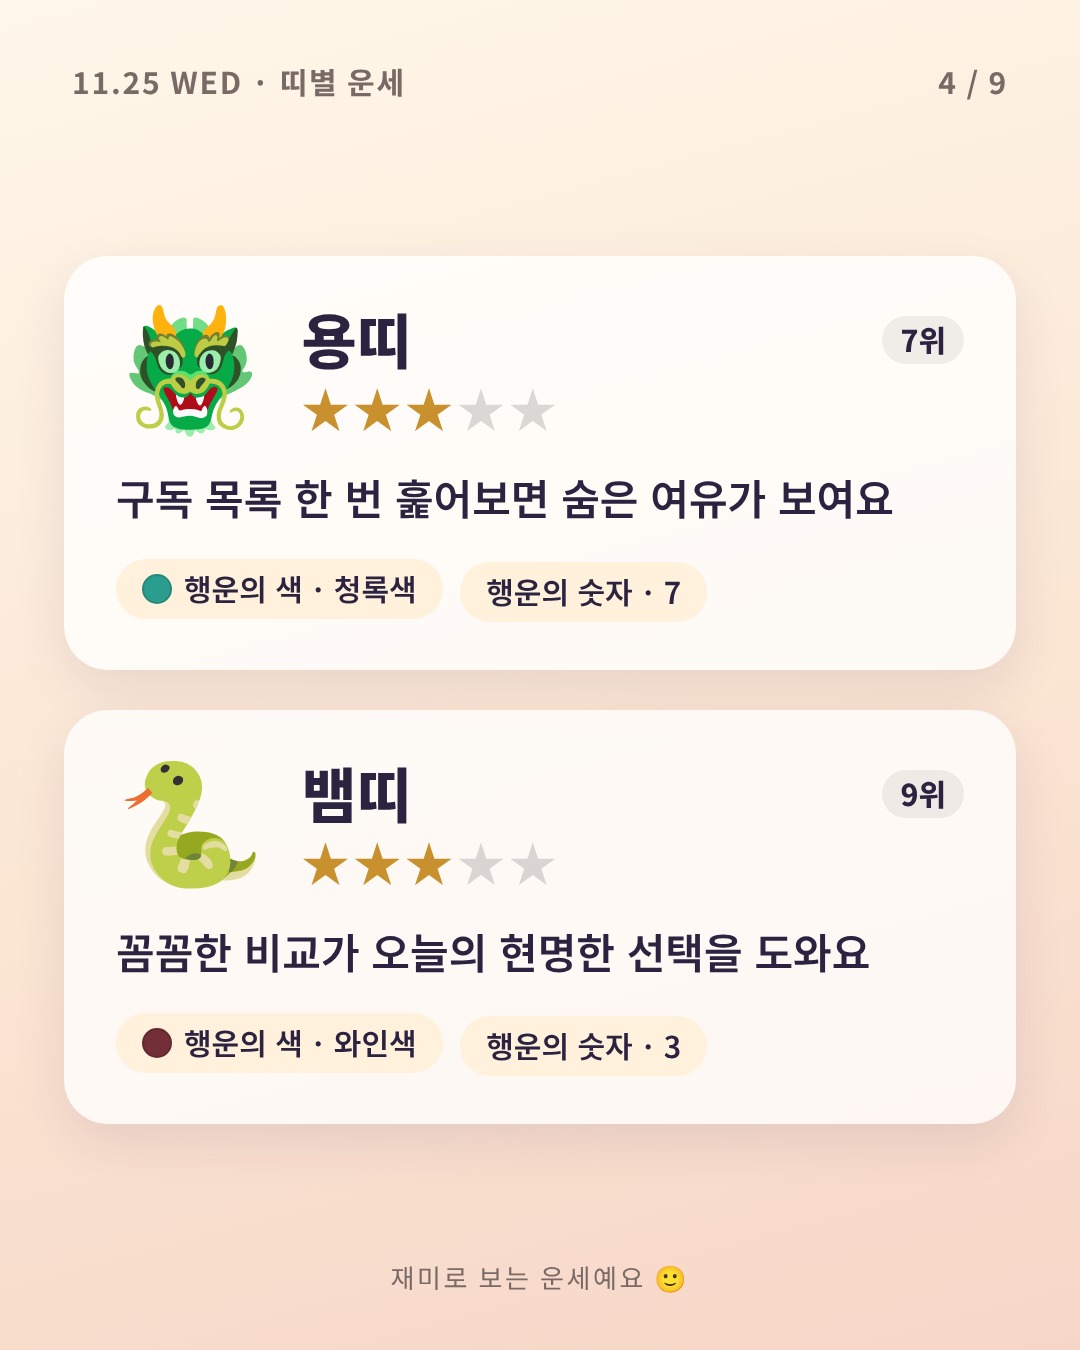 11.25 WED · 띠별 운세
4 / 9
용띠
7위
★★★★★
구독 목록 한 번 훑어보면 숨은 여유가 보여요
행운의 색 · 청록색
행운의 숫자 · 7
뱀띠
9위
★★★★★
꼼꼼한 비교가 오늘의 현명한 선택을 도와요
행운의 색 · 와인색
행운의 숫자 · 3
재미로 보는 운세예요 🙂